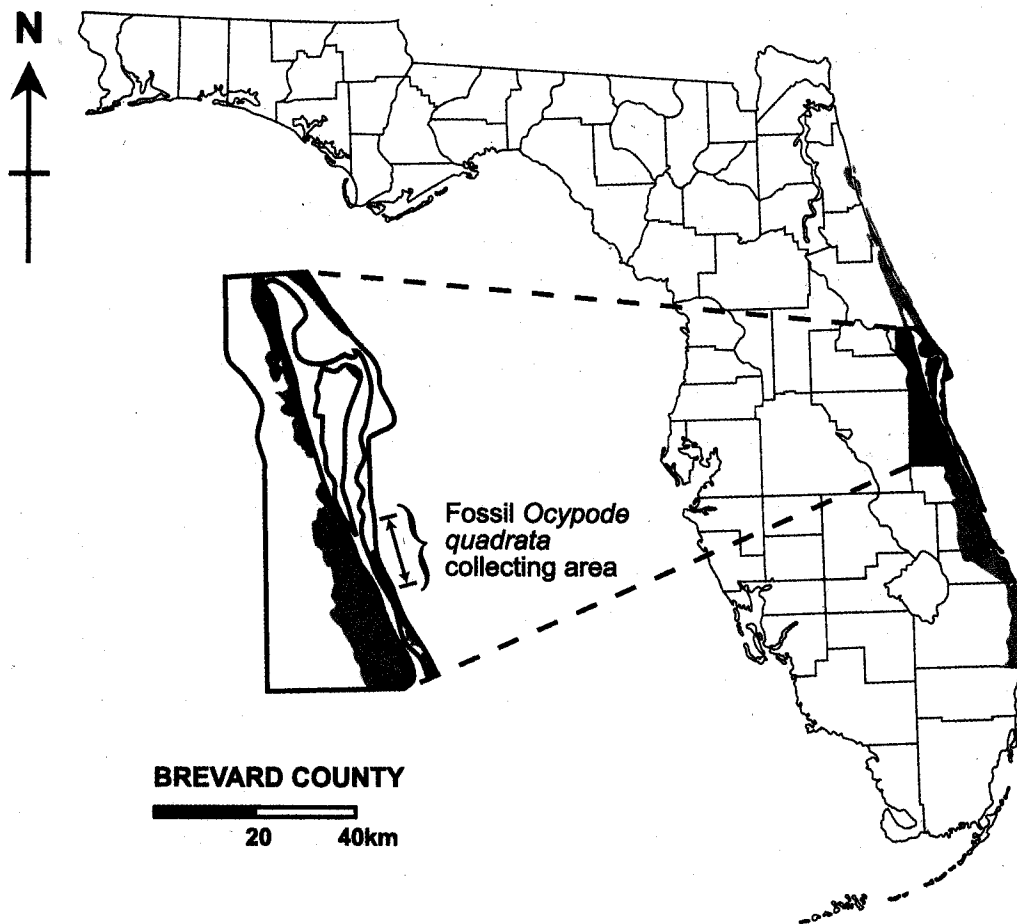 N
Fossil Ocypode
quadrata
collecting area
BREVARD COUNTY
20 40km